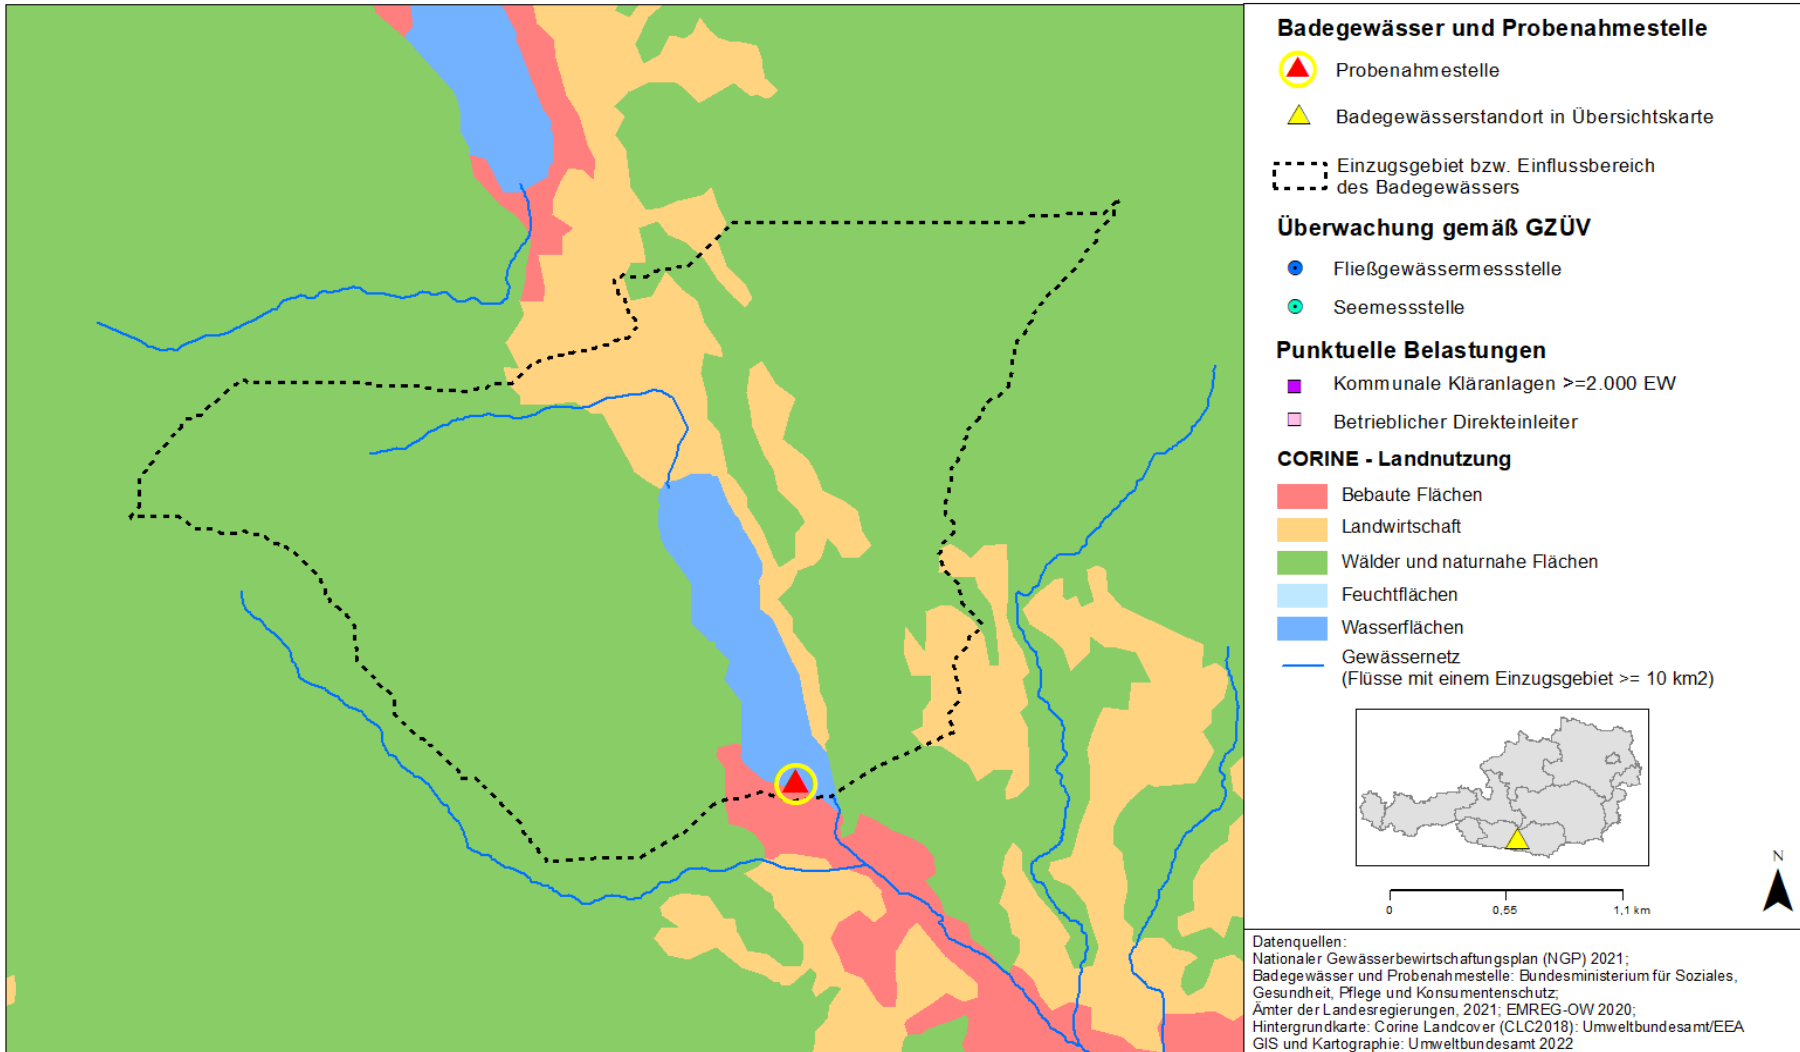 Badegewässer und Probenahmestelle
Probenahmestelle
Badegewässerstandort in Übersichtskarte
Einzugsgebiet bzw. Einflussbereich
des Badegewässers
Überwachung gemäß GZÜV
Fließgewässermessstelle
Seemessstelle
Punktuelle Belastungen
Kommunale Kläranlagen >=2.000 EW
Betrieblicher Direkteinleiter
CORINE - Landnutzung
Bebaute Flächen
Landwirtschaft
Wälder und naturnahe Flächen
Feuchtflächen
Wasserflächen
Gewässernetz
(Flüsse mit einem Einzugsgebiet >= 10 km2)
N
0 0,55 1,1 km
Datenquellen:
Nationaler Gewässerbewirtschaftungsplan (NGP) 2021;
Badegewässer und Probenahmestelle: Bundesministerium für Soziales,
Gesundheit, Pflege und Konsumentenschutz;
Ämter der Landesregierungen, 2021; EMREG-OW 2020;
Hintergrundkarte: Corine Landcover (CLC2018): Umweltbundesamt/EEA
GIS und Kartographie: Umweltbundesamt 2022